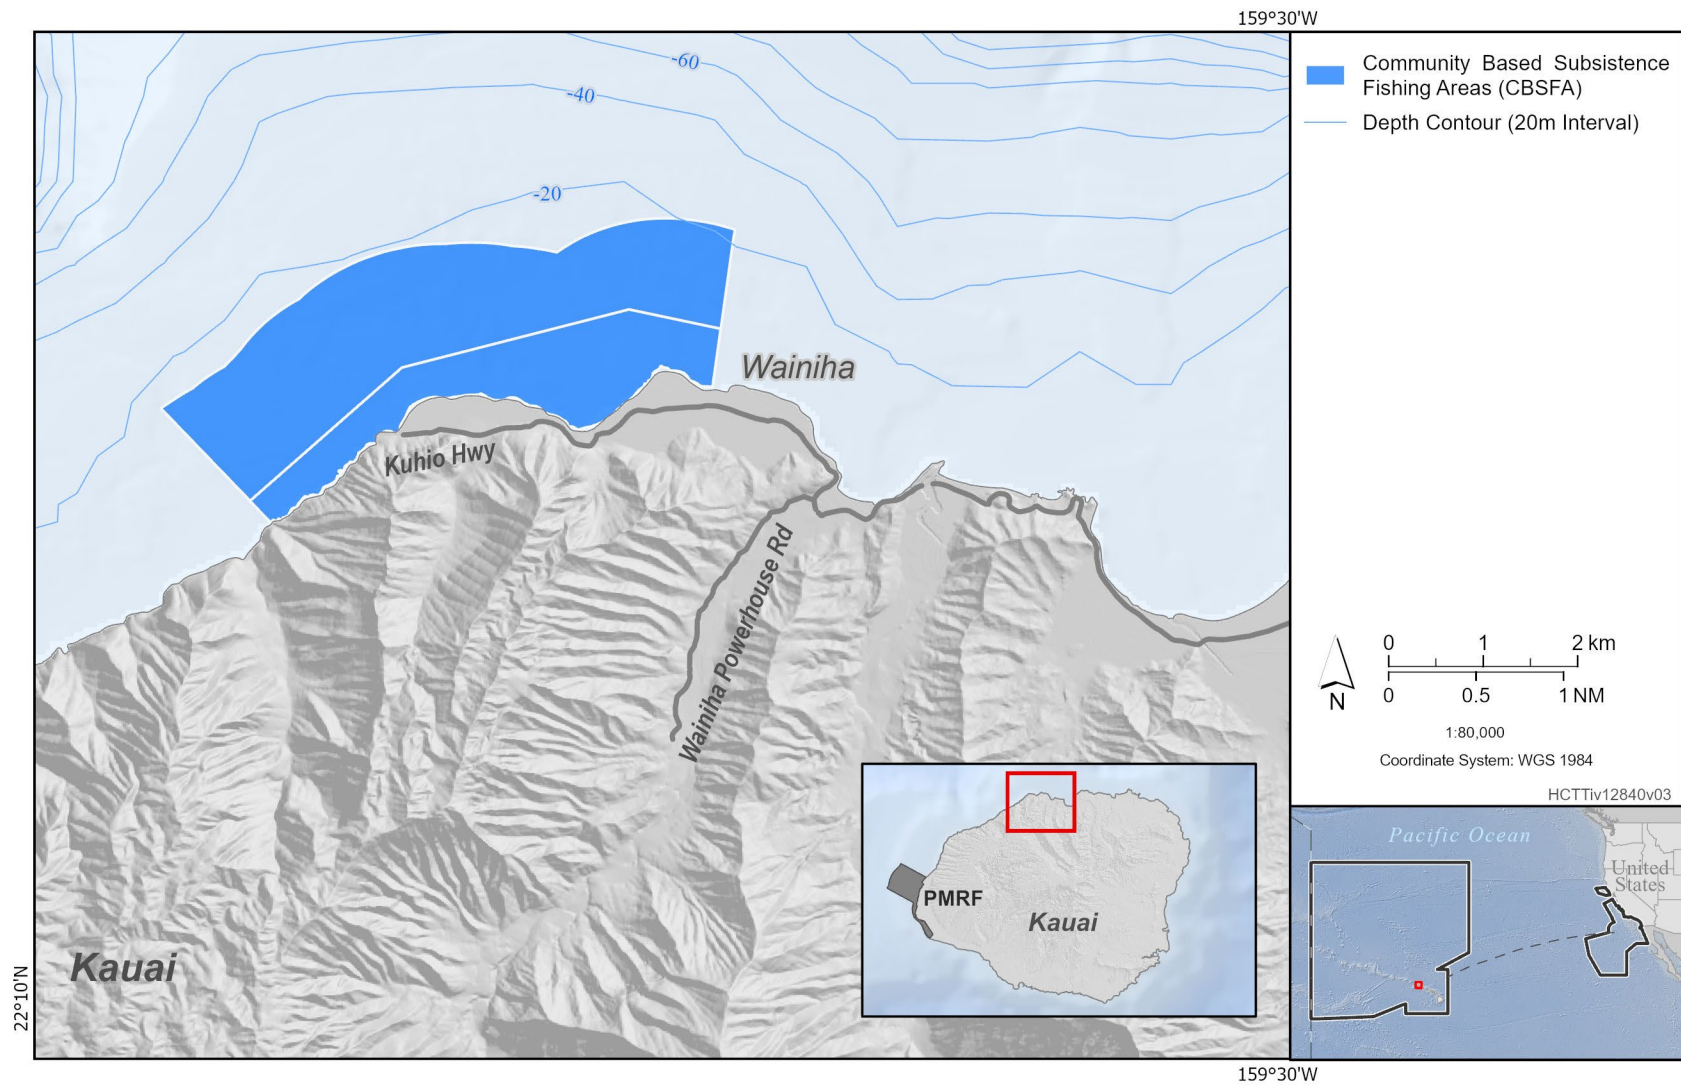 159°30'W
Community Based Subsistence
Fishing Areas (CBSFA)
Depth Contour (20m Interval)
-60
-40
-20
Wainiha
Kuhio Hwy
Wainiha Powerhouse Rd
Kauai
22°10'N
PMRF
Kauai
0 1 2 km
0 0.5 1 NM
N
1:80,000
Coordinate System: WGS 1984
HCTTiv12840v03
Pacific Ocean
United
States
159°30'W